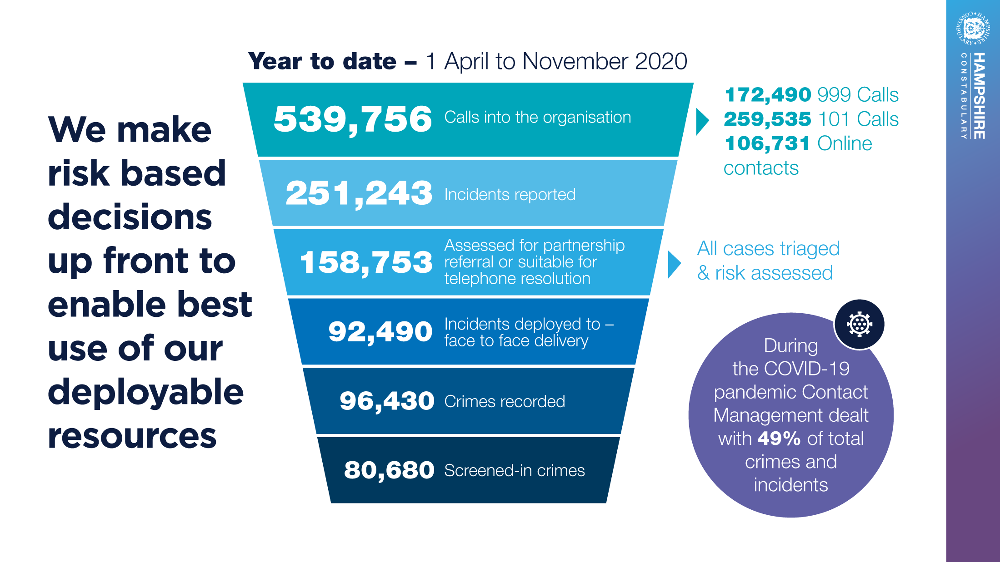 We make
risk based
decisions
up front to
enable best
use of our
deployable
resources
Year to date – 1 April to November 2020
539,756 Calls into the organisation
172,490 999 Calls
259,535 101 Calls
106,731 Online
contacts
251,243 Incidents reported
158,753 Assessed for partnership
referral or suitable for
telephone resolution
All cases triaged
& risk assessed
92,490 Incidents deployed to –
face to face delivery
96,430 Crimes recorded
80,680 Screened-in crimes
During
the COVID-19
pandemic Contact
Management dealt
with 49% of total
crimes and
incidents
HAMPSHIRE • CONSTABULARY •
HAMPSHIRE
CONSTABULARY